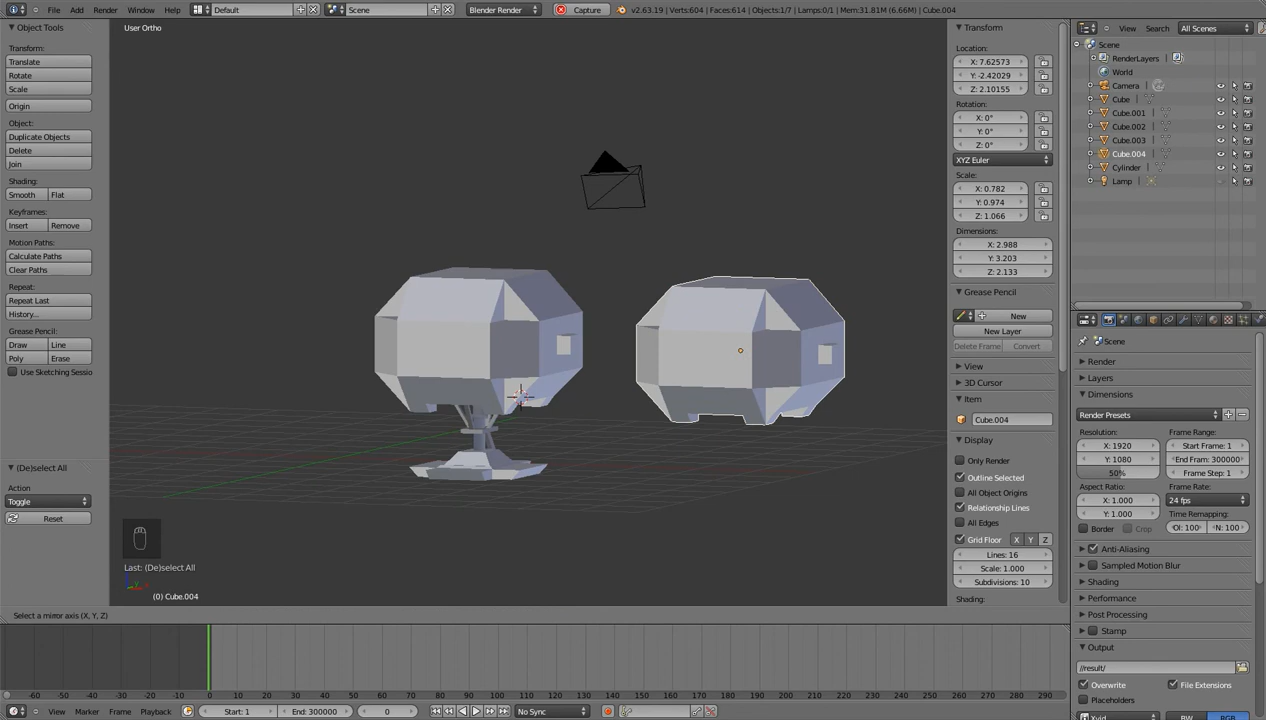 File Add Render Window Help Default Scene Blender Render Capture v2.63.19 | Verts:604 | Faces:614 | Objects:1/7 | Lamps:0/1 | Mem:31.81M (6.66M) | Cube.004
Object Tools
Transform:
Translate
Rotate
Scale
Origin
Object:
Duplicate Objects
Delete
Join
Shading:
Smooth Flat
Keyframes:
Insert Remove
Motion Paths:
Calculate Paths
Clear Paths
Repeat:
Repeat Last
History...
Grease Pencil:
Draw Line
Poly Erase
Use Sketching Sessio
(De)select All
Action
Toggle
Reset
User Ortho
Last: (De)select All
(0) Cube.004
Select a mirror axis (X, Y, Z)
Transform
Location:
X: 7.62573
Y: -2.42029
Z: 2.10155
Rotation:
X: 0°
Y: 0°
Z: 0°
XYZ Euler
Scale:
X: 0.782
Y: 0.974
Z: 1.066
Dimensions:
X: 2.988
Y: 3.203
Z: 2.133
Grease Pencil
New
New Layer
Delete Frame Convert
View
3D Cursor
Item
Cube.004
Display
Only Render
Outline Selected
All Object Origins
Relationship Lines
All Edges
Grid Floor X Y Z
Lines: 16
Scale: 1.000
Subdivisions: 10
Shading:
View Search All Scenes
Scene
RenderLayers
World
Camera
Cube
Cube.001
Cube.002
Cube.003
Cube.004
Cylinder
Lamp
Scene
Render
Layers
Dimensions
Render Presets
Resolution: Frame Range:
X: 1920 Start Frame: 1
Y: 1080 End Fram: 300000
50% Frame Step: 1
Aspect Ratio: Frame Rate:
X: 1.000 24 fps
Y: 1.000 Time Remapping:
Border Crop Ol: 100 N: 100
Anti-Aliasing
Sampled Motion Blur
Shading
Performance
Post Processing
Stamp
Output
//result/
Overwrite File Extensions
Placeholders
Xvid BW RGB
-60 -50 -40 -30 -20 -10 0 10 20 30 40 50 60 70 80 90 100 110 120 130 140 150 160 170 180 190 200 210 220 230 240 250 260 270 280 290
View Marker Frame Playback Start: 1 End: 300000 0 No Sync